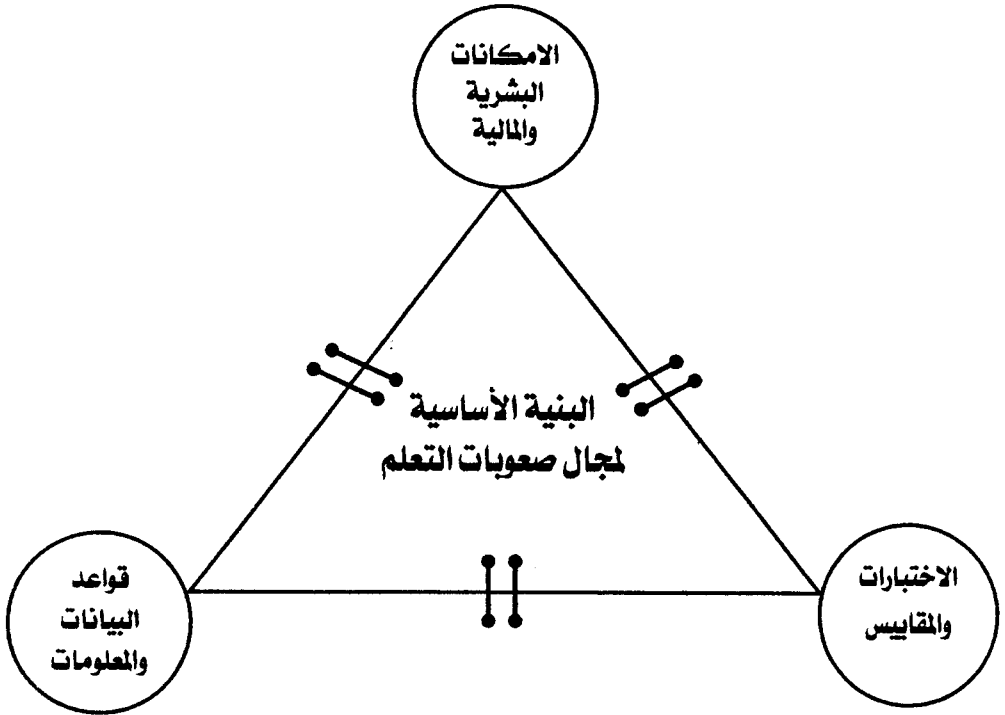 الامكانات
البشرية
والمالية
البنية الأساسية
لمجال صعوبات التعلم
الاختبارات
والمقاييس
قواعد
البيانات
والمعلومات